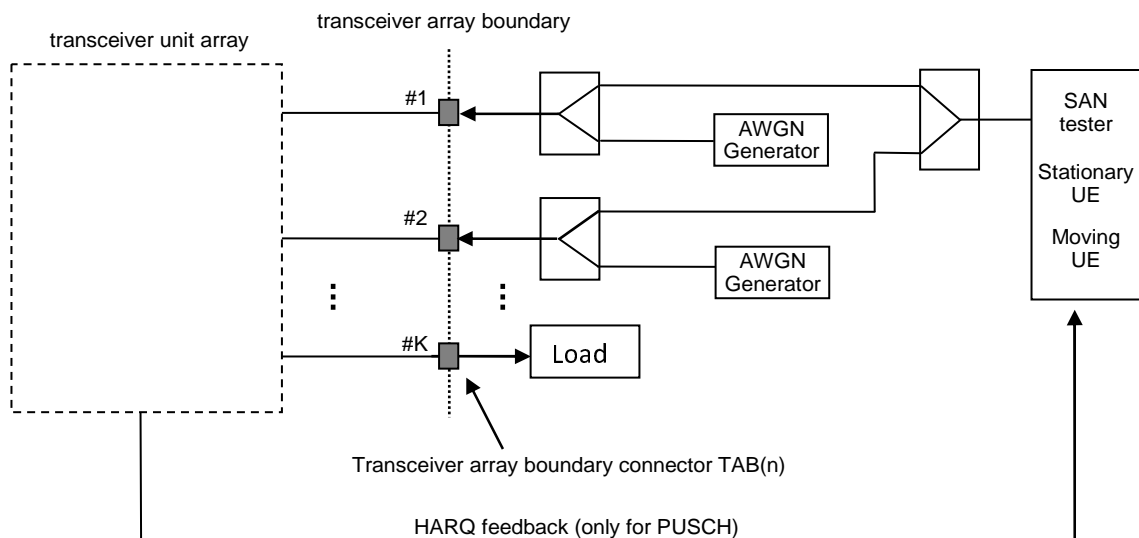 transceiver array boundary
transceiver unit array
#1
AWGN
Generator
SAN
tester
Stationary
UE
Moving
UE
#2
AWGN
Generator
#K
Load
Transceiver array boundary connector TAB(n)
HARQ feedback (only for PUSCH)